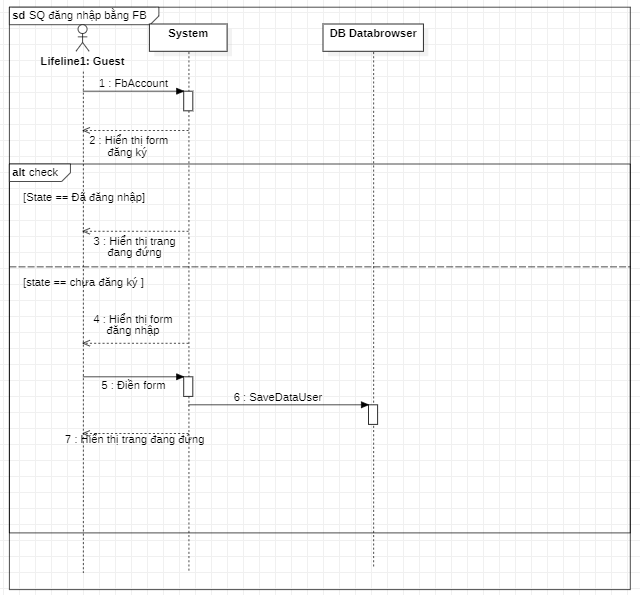 sd SQ đăng nhập bằng FB
System
DB Databrowser
Lifeline1: Guest
1 : FbAccount
2 : Hiển thị form
đăng ký
alt check
[State == Đã đăng nhập]
3 : Hiển thị trang
đang đứng
[state == chưa đăng ký ]
4 : Hiển thị form
đăng nhập
5 : Điền form
6 : SaveDataUser
7 : Hiển thị trang đang đứng